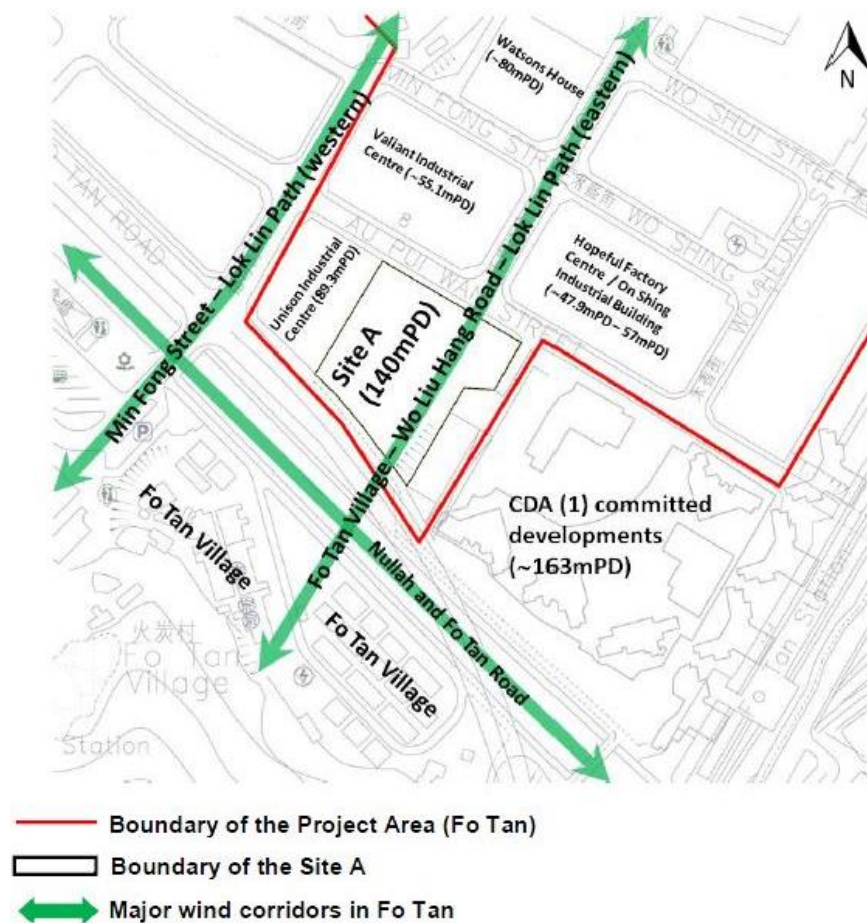 Watsons House
(~80mPD)
N
WO SHUI STREET
MIN FONG STREET
Min Fong Street – Lok Lin Path (western)
Valiant Industrial
Centre (~55.1mPD)
8
Fo Tan Village – Wo Liu Hang Road – Lok Lin Path (eastern)
TAN ROAD
AU PUI WAN STREET
WO SHING
Hopeful Factory
Centre / On Shing
Industrial Building
(~47.9mPD – 57mPD)
Unison Industrial
Centre (89.3mPD)
Site A
(140mPD)
P
CDA (1) committed
developments
(~163mPD)
Fo Tan Village
Nullah and Fo Tan Road
Fo Tan Village
火炭村
Fo Tan
Village
Station
Boundary of the Project Area (Fo Tan)
Boundary of the Site A
Major wind corridors in Fo Tan